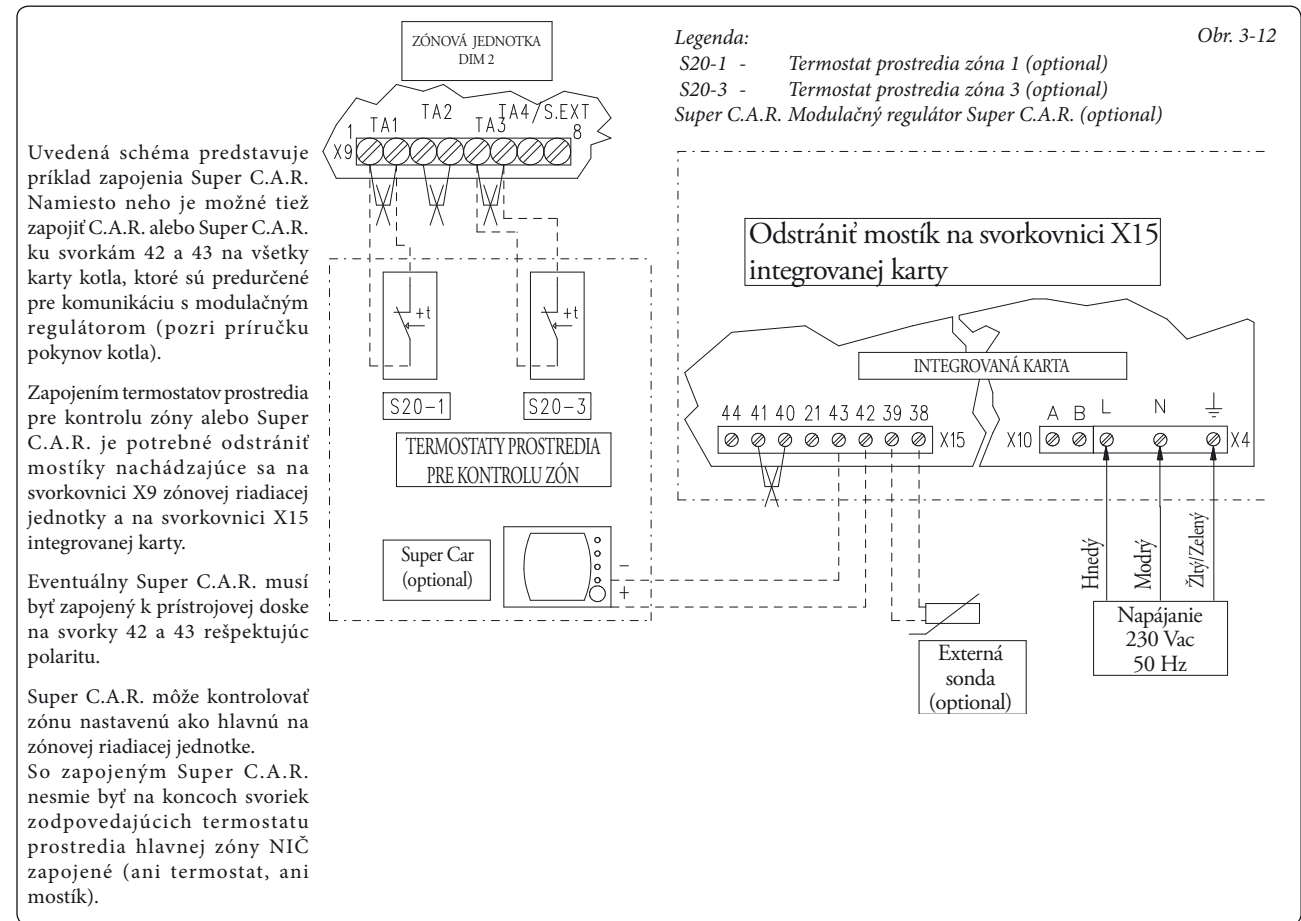 Uvedená schéma predstavuje
príklad zapojenia Super C.A.R.
Namiesto neho je možné tiež
zapojiť C.A.R. alebo Super C.A.R.
ku svorkám 42 a 43 na všetky
karty kotla, ktoré sú predurčené
pre komunikáciu s modulačným
regulátorom (pozri príručku
pokynov kotla).
Zapojením termostatov prostredia
pre kontrolu zóny alebo Super
C.A.R. je potrebné odstrániť
mostíky nachádzajúce sa na
svorkovnici X9 zónovej riadiacej
jednotky a na svorkovnici X15
integrovanej karty.
Eventuálny Super C.A.R. musí
byť zapojený k prístrojovej doske
na svorky 42 a 43 rešpektujúc
polaritu.
Super C.A.R. môže kontrolovať
zónu nastavenú ako hlavnú na
zónovej riadiacej jednotke.
So zapojeným Super C.A.R.
nesmie byť na koncoch svoriek
zodpovedajúcich termostatu
prostredia hlavnej zóny NIČ
zapojené (ani termostat, ani
mostík).
ZÓNOVÁ JEDNOTKA
DIM 2
TA1 TA2 TA3 TA4/S.EXT
1 8
X9
+t +t
S20-1 S20-3
TERMOSTATY PROSTREDIA
PRE KONTROLU ZÓN
Super Car
(optional)
-
+
Legenda:
S20-1 - Termostat prostredia zóna 1 (optional)
S20-3 - Termostat prostredia zóna 3 (optional)
Super C.A.R. Modulačný regulátor Super C.A.R. (optional)
Obr. 3-12
Odstrániť mostík na svorkovnici X15
integrovanej karty
INTEGROVANÁ KARTA
44 41 40 21 43 42 39 38
X15
A B L N
X10 X4
Hnedý
Modrý
Žltý/Zelený
Napájanie
230 Vac
50 Hz
Externá
sonda
(optional)